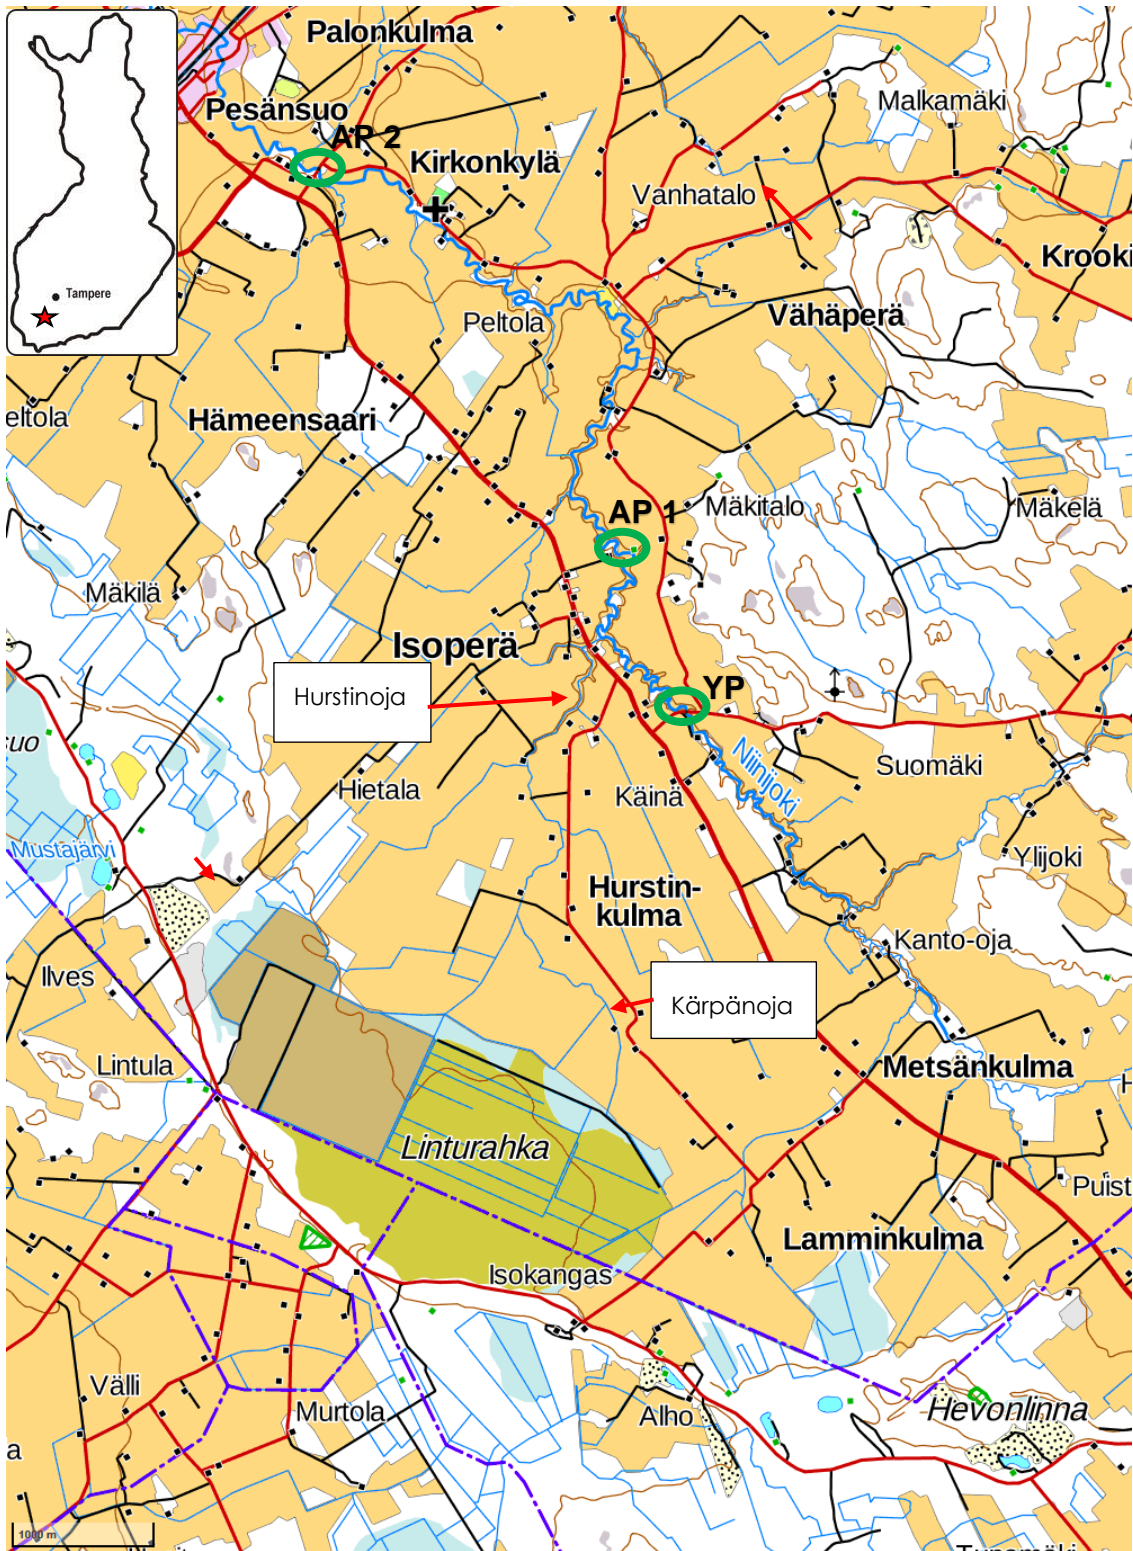 Palonkulma
Pesänsuo
AP 2
Kirkonkylä
Malkamäki
Vanhatalo
Krooki
Tampere
Peltola
Vähäperä
eltola
Hämeensaari
AP 1
Mäkitalo
Mäkelä
Mäkilä
Isoperä
Hurstinoja
YP
suo
Niinijoki
Suomäki
Hietala
Käinä
Mustajärvi
Ylijoki
Hurstin-
kulma
Kanto-oja
Ilves
Kärpänoja
Lintula
Metsänkulma
H
Linturahka
Puist
Lamminkulma
Isokangas
Välli
Murtola
Alho
Hevonlinna
a
1000 m